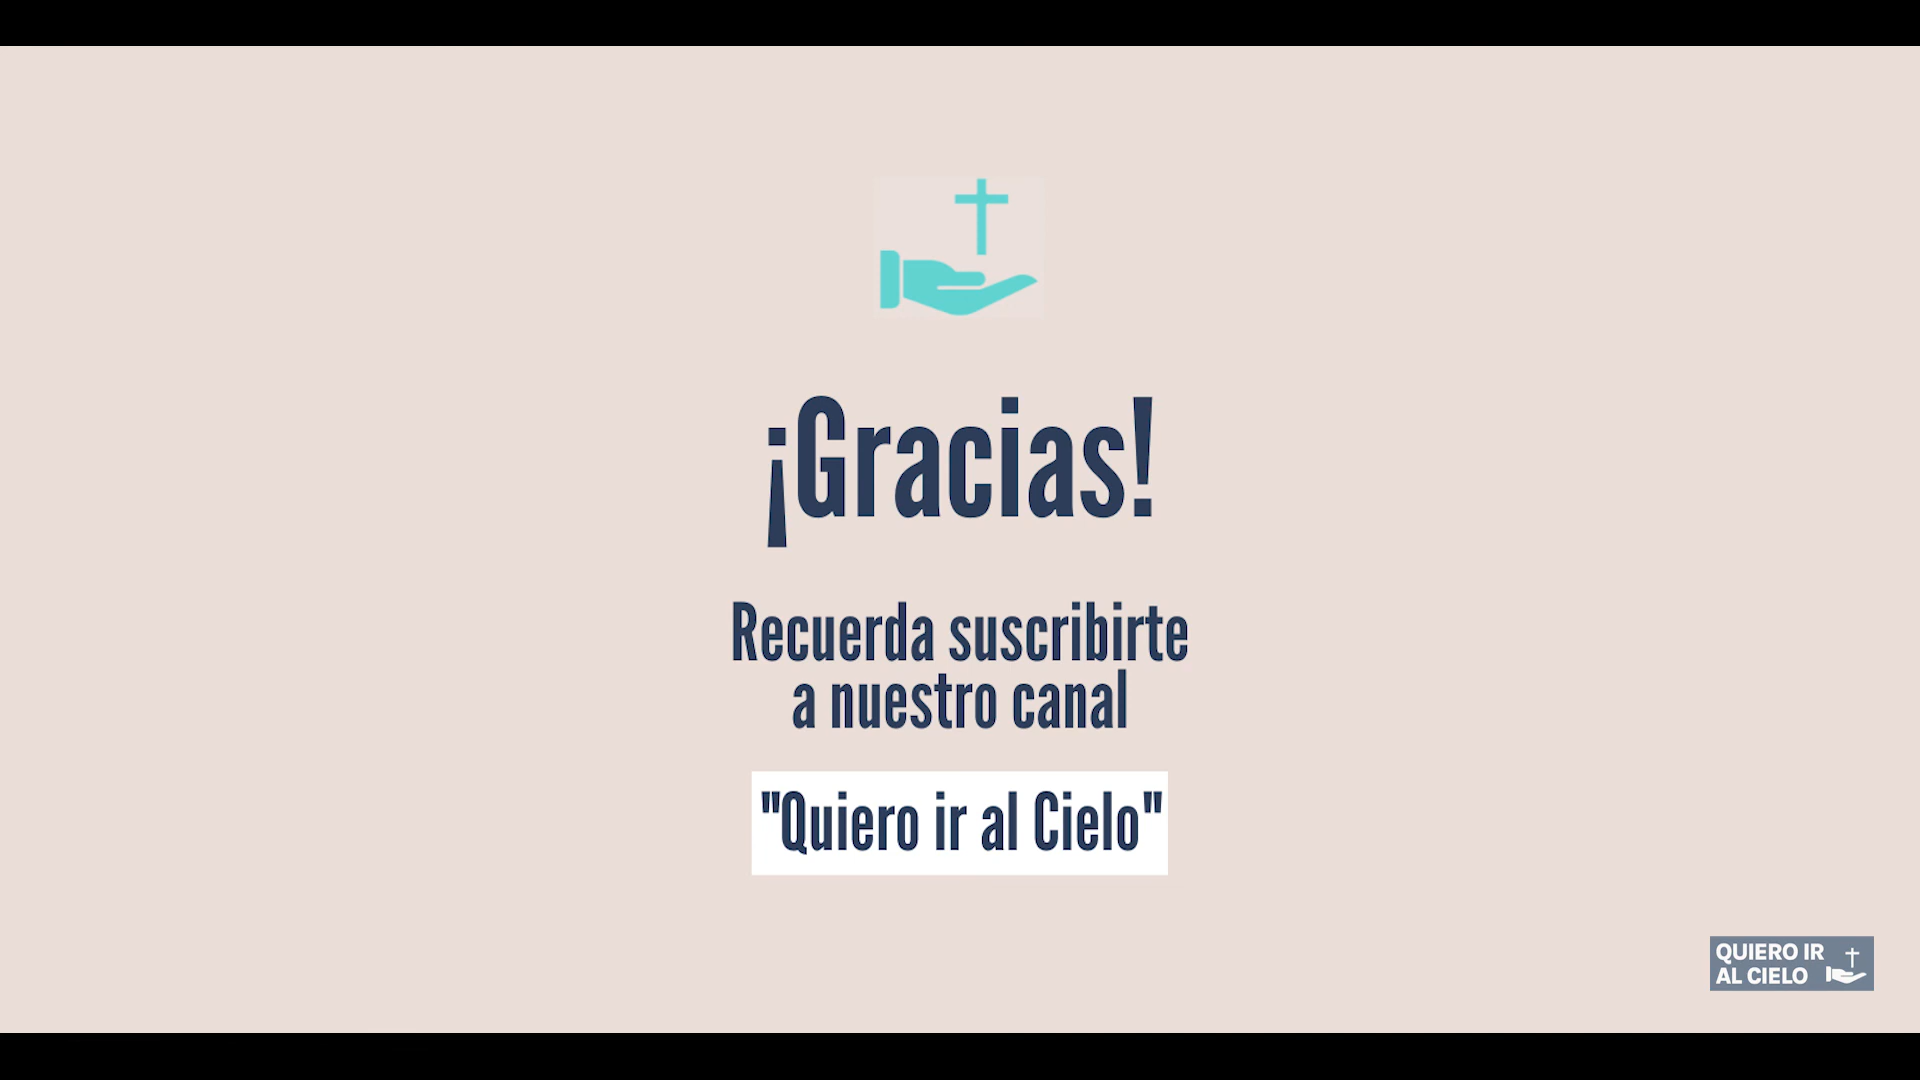 ¡Gracias!
Recuerda suscribirte
a nuestro canal
"Quiero ir al Cielo"
QUIERO IR
AL CIELO